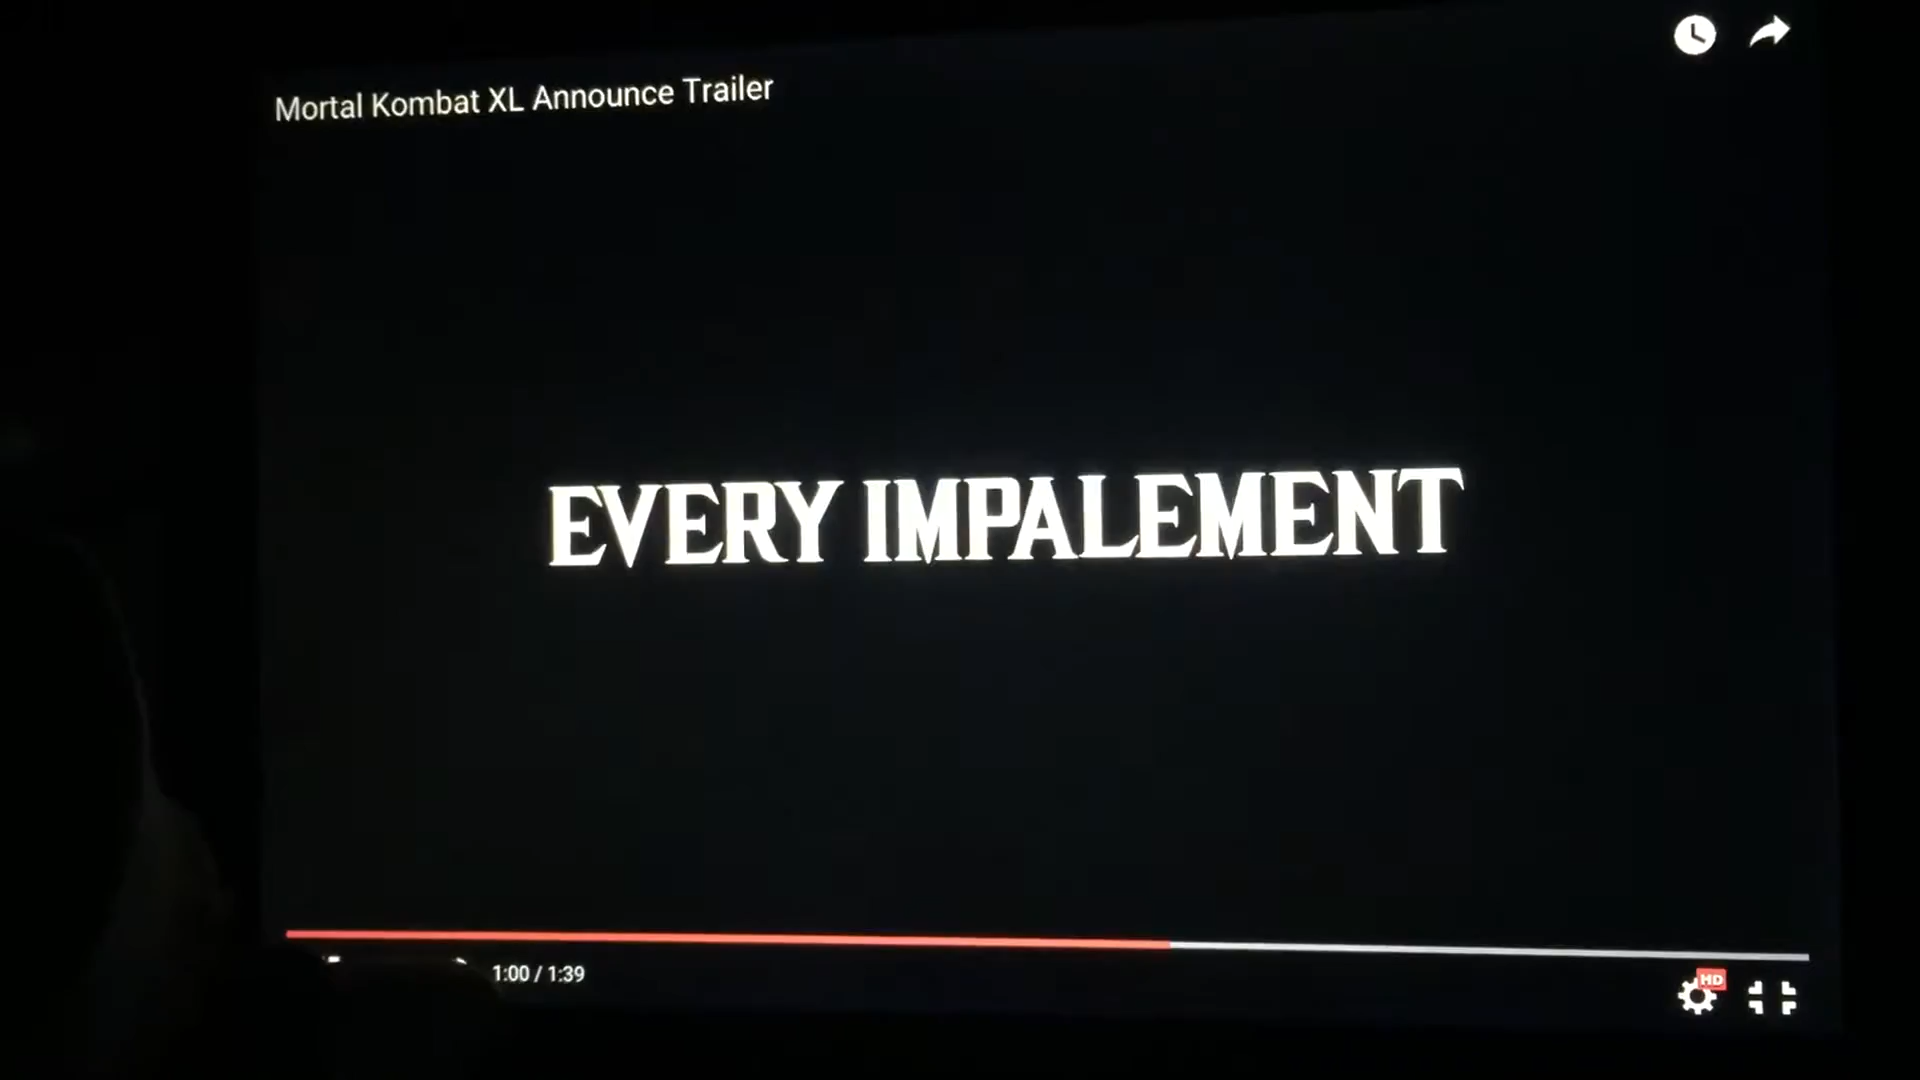 Mortal Kombat XL Announce Trailer
EVERY IMPALEMENT
1:00 / 1:39
HD